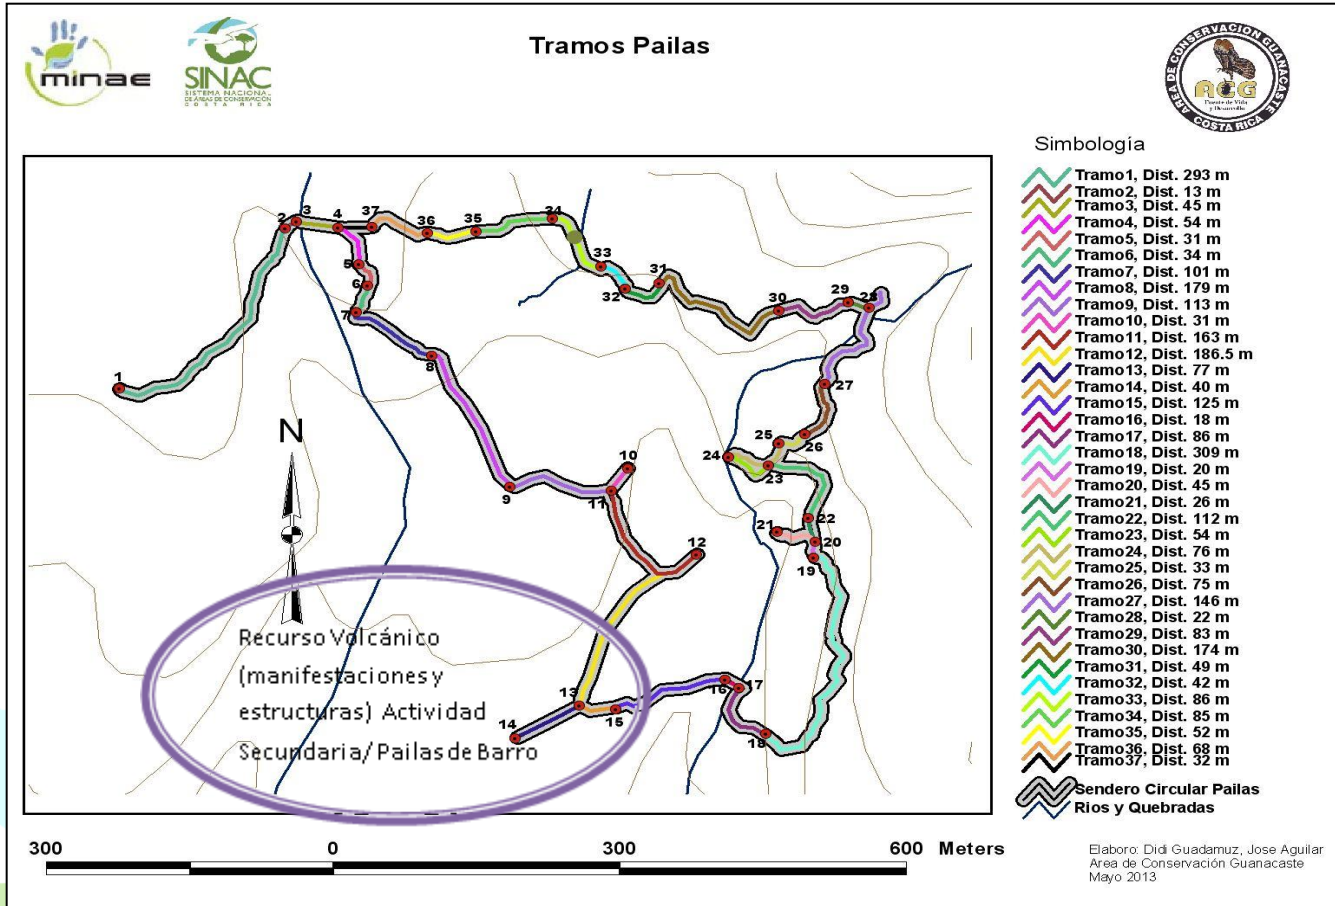 Tramos Pailas
minae
SINAC
SISTEMA NACIONAL
DE ÁREAS DE CONSERVACIÓN
COSTA RICA
AREA DE CONSERVACION GUANACASTE
ACG
Fuente de Vida
y Desarrollo
COSTA RICA
Simbología
Tramo1, Dist. 293 m
Tramo2, Dist. 13 m
Tramo3, Dist. 45 m
Tramo4, Dist. 54 m
Tramo5, Dist. 31 m
Tramo6, Dist. 34 m
Tramo7, Dist. 101 m
Tramo8, Dist. 179 m
Tramo9, Dist. 113 m
Tramo10, Dist. 31 m
Tramo11, Dist. 163 m
Tramo12, Dist. 186.5 m
Tramo13, Dist. 77 m
Tramo14, Dist. 40 m
Tramo15, Dist. 125 m
Tramo16, Dist. 18 m
Tramo17, Dist. 86 m
Tramo18, Dist. 309 m
Tramo19, Dist. 20 m
Tramo20, Dist. 45 m
Tramo21, Dist. 26 m
Tramo22, Dist. 112 m
Tramo23, Dist. 54 m
Tramo24, Dist. 76 m
Tramo25, Dist. 33 m
Tramo26, Dist. 75 m
Tramo27, Dist. 146 m
Tramo28, Dist. 22 m
Tramo29, Dist. 83 m
Tramo30, Dist. 174 m
Tramo31, Dist. 49 m
Tramo32, Dist. 42 m
Tramo33, Dist. 86 m
Tramo34, Dist. 85 m
Tramo35, Dist. 52 m
Tramo36, Dist. 68 m
Tramo37, Dist. 32 m
Sendero Circular Pailas
Rios y Quebradas
1
2
3
4
37
36
35
34
5
6
7
33
32
31
30
29
28
8
27
9
10
11
24
25
26
23
12
21
22
20
19
N
13
14
15
16
17
18
Recurso Volcánico
(manifestaciones y
estructuras) Actividad
Secundaria/ Pailas de Barro
300
0
300
600
Meters
Elaboro: Didi Guadamuz, Jose Aguilar
Area de Conservación Guanacaste
Mayo 2013